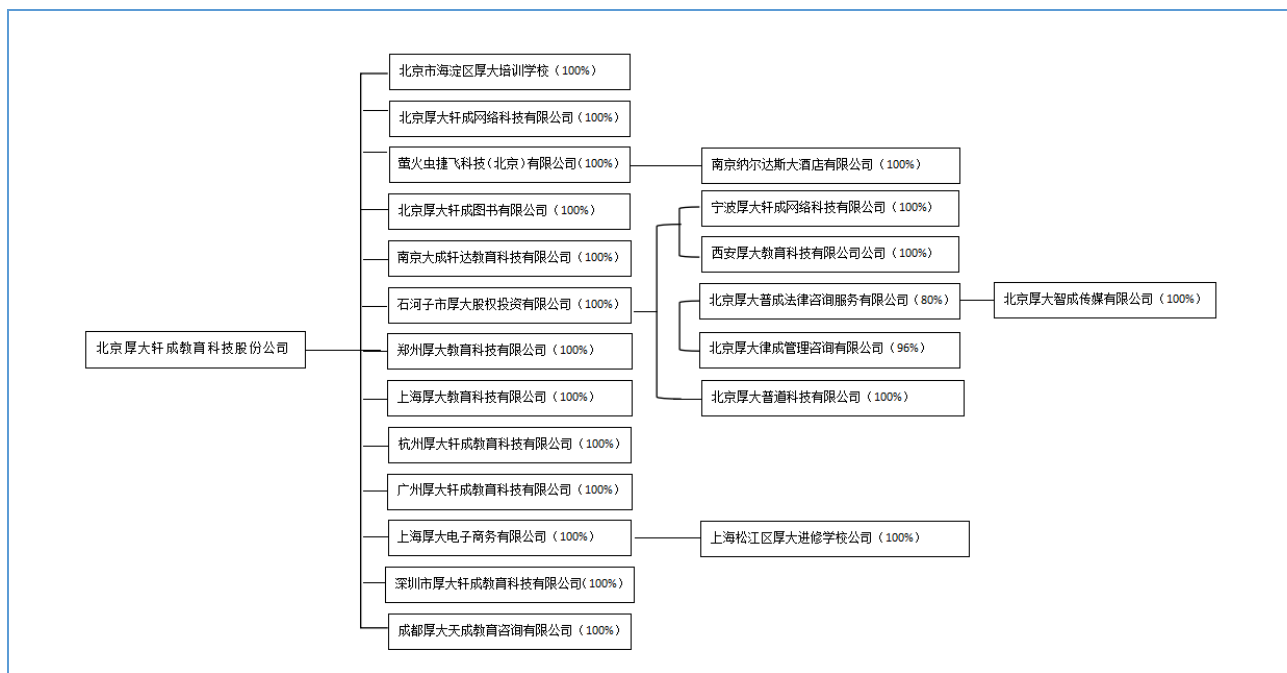 北京市海淀区厚大培训学校（100%）
北京厚大轩成网络科技有限公司（100%）
萤火虫捷飞科技（北京）有限公司（100%）
南京纳尔达斯大酒店有限公司（100%）
宁波厚大轩成网络科技有限公司（100%）
北京厚大轩成图书有限公司（100%）
西安厚大教育科技有限公司公司（100%）
南京大成轩达教育科技有限公司（100%）
石河子市厚大股权投资有限公司（100%）
北京厚大普成法律咨询服务有限公司（80%）
北京厚大智成传媒有限公司（100%）
北京厚大轩成教育科技股份公司
郑州厚大教育科技有限公司（100%）
北京厚大律成管理咨询有限公司（96%）
上海厚大教育科技有限公司（100%）
北京厚大普道科技有限公司（100%）
杭州厚大轩成教育科技有限公司（100%）
广州厚大轩成教育科技有限公司（100%）
上海厚大电子商务有限公司（100%）
上海松江区厚大进修学校公司（100%）
深圳市厚大轩成教育科技有限公司（100%）
成都厚大天成教育咨询有限公司（100%）